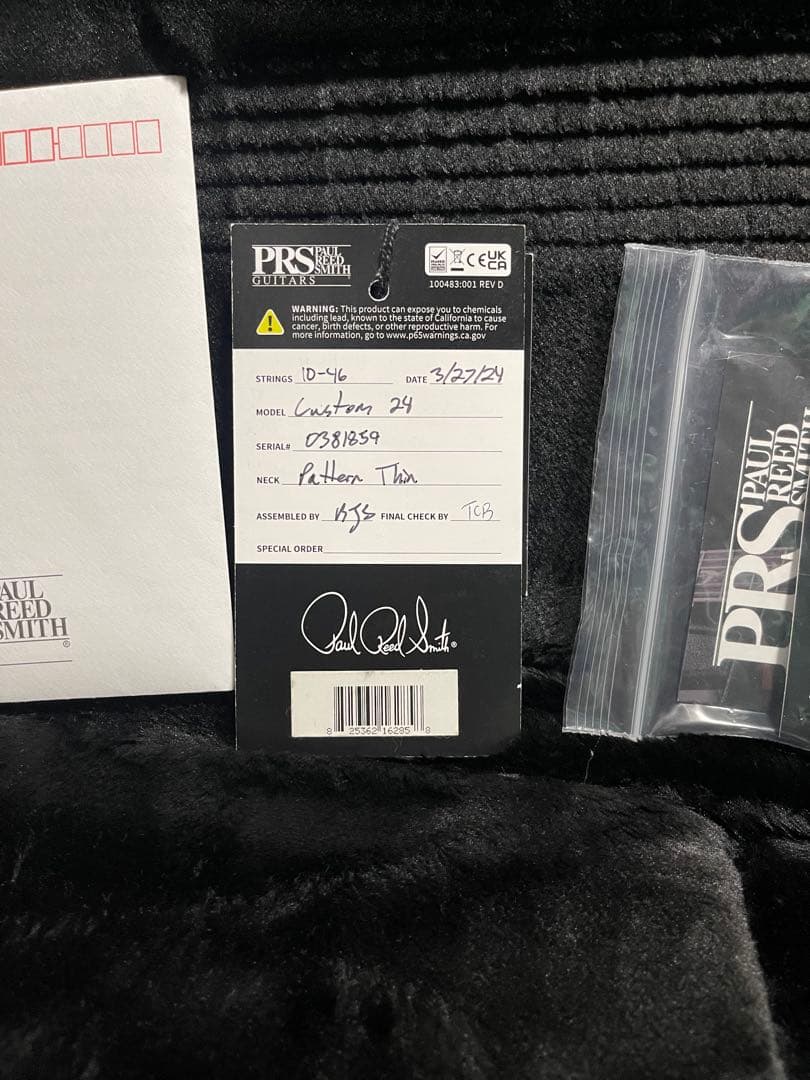 AUL
REED
SMITH®
PRS PAUL
REED
SMITH
GUITARS
UK
CE CA
100483:001 REV D
WARNING: This product can expose you to chemicals
including lead, known to the state of California to cause
cancer, birth defects, or other reproductive harm. For
more information, go to www.p65warnings.ca.gov
STRINGS 10-46 DATE 3/27/24
MODEL Custom 24
SERIAL# 0381859
NECK Pattern Thin
ASSEMBLED BY KJS FINAL CHECK BY TCB
SPECIAL ORDER
Paul Reed Smith®
8 25362 16285 8
PRS PAUL
REED
SMITH